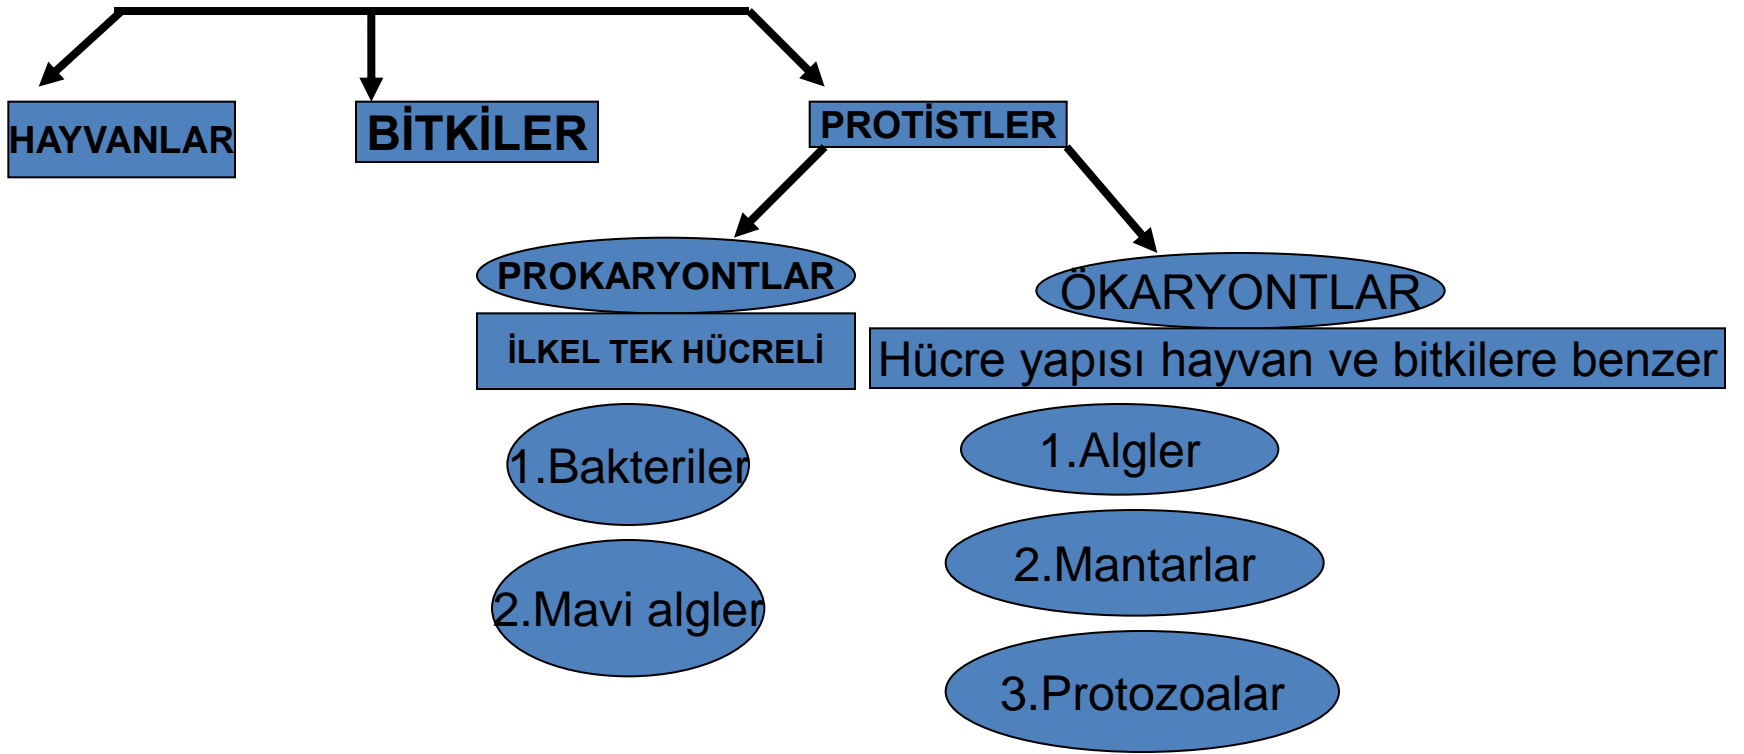 HAYVANLAR
BİTKİLER
PROTİSTLER
PROKARYONTLAR
İLKEL TEK HÜCRELİ
1.Bakteriler
2.Mavi algler
ÖKARYONTLAR
Hücre yapısı hayvan ve bitkilere benzer
1.Algler
2.Mantarlar
3.Protozoalar